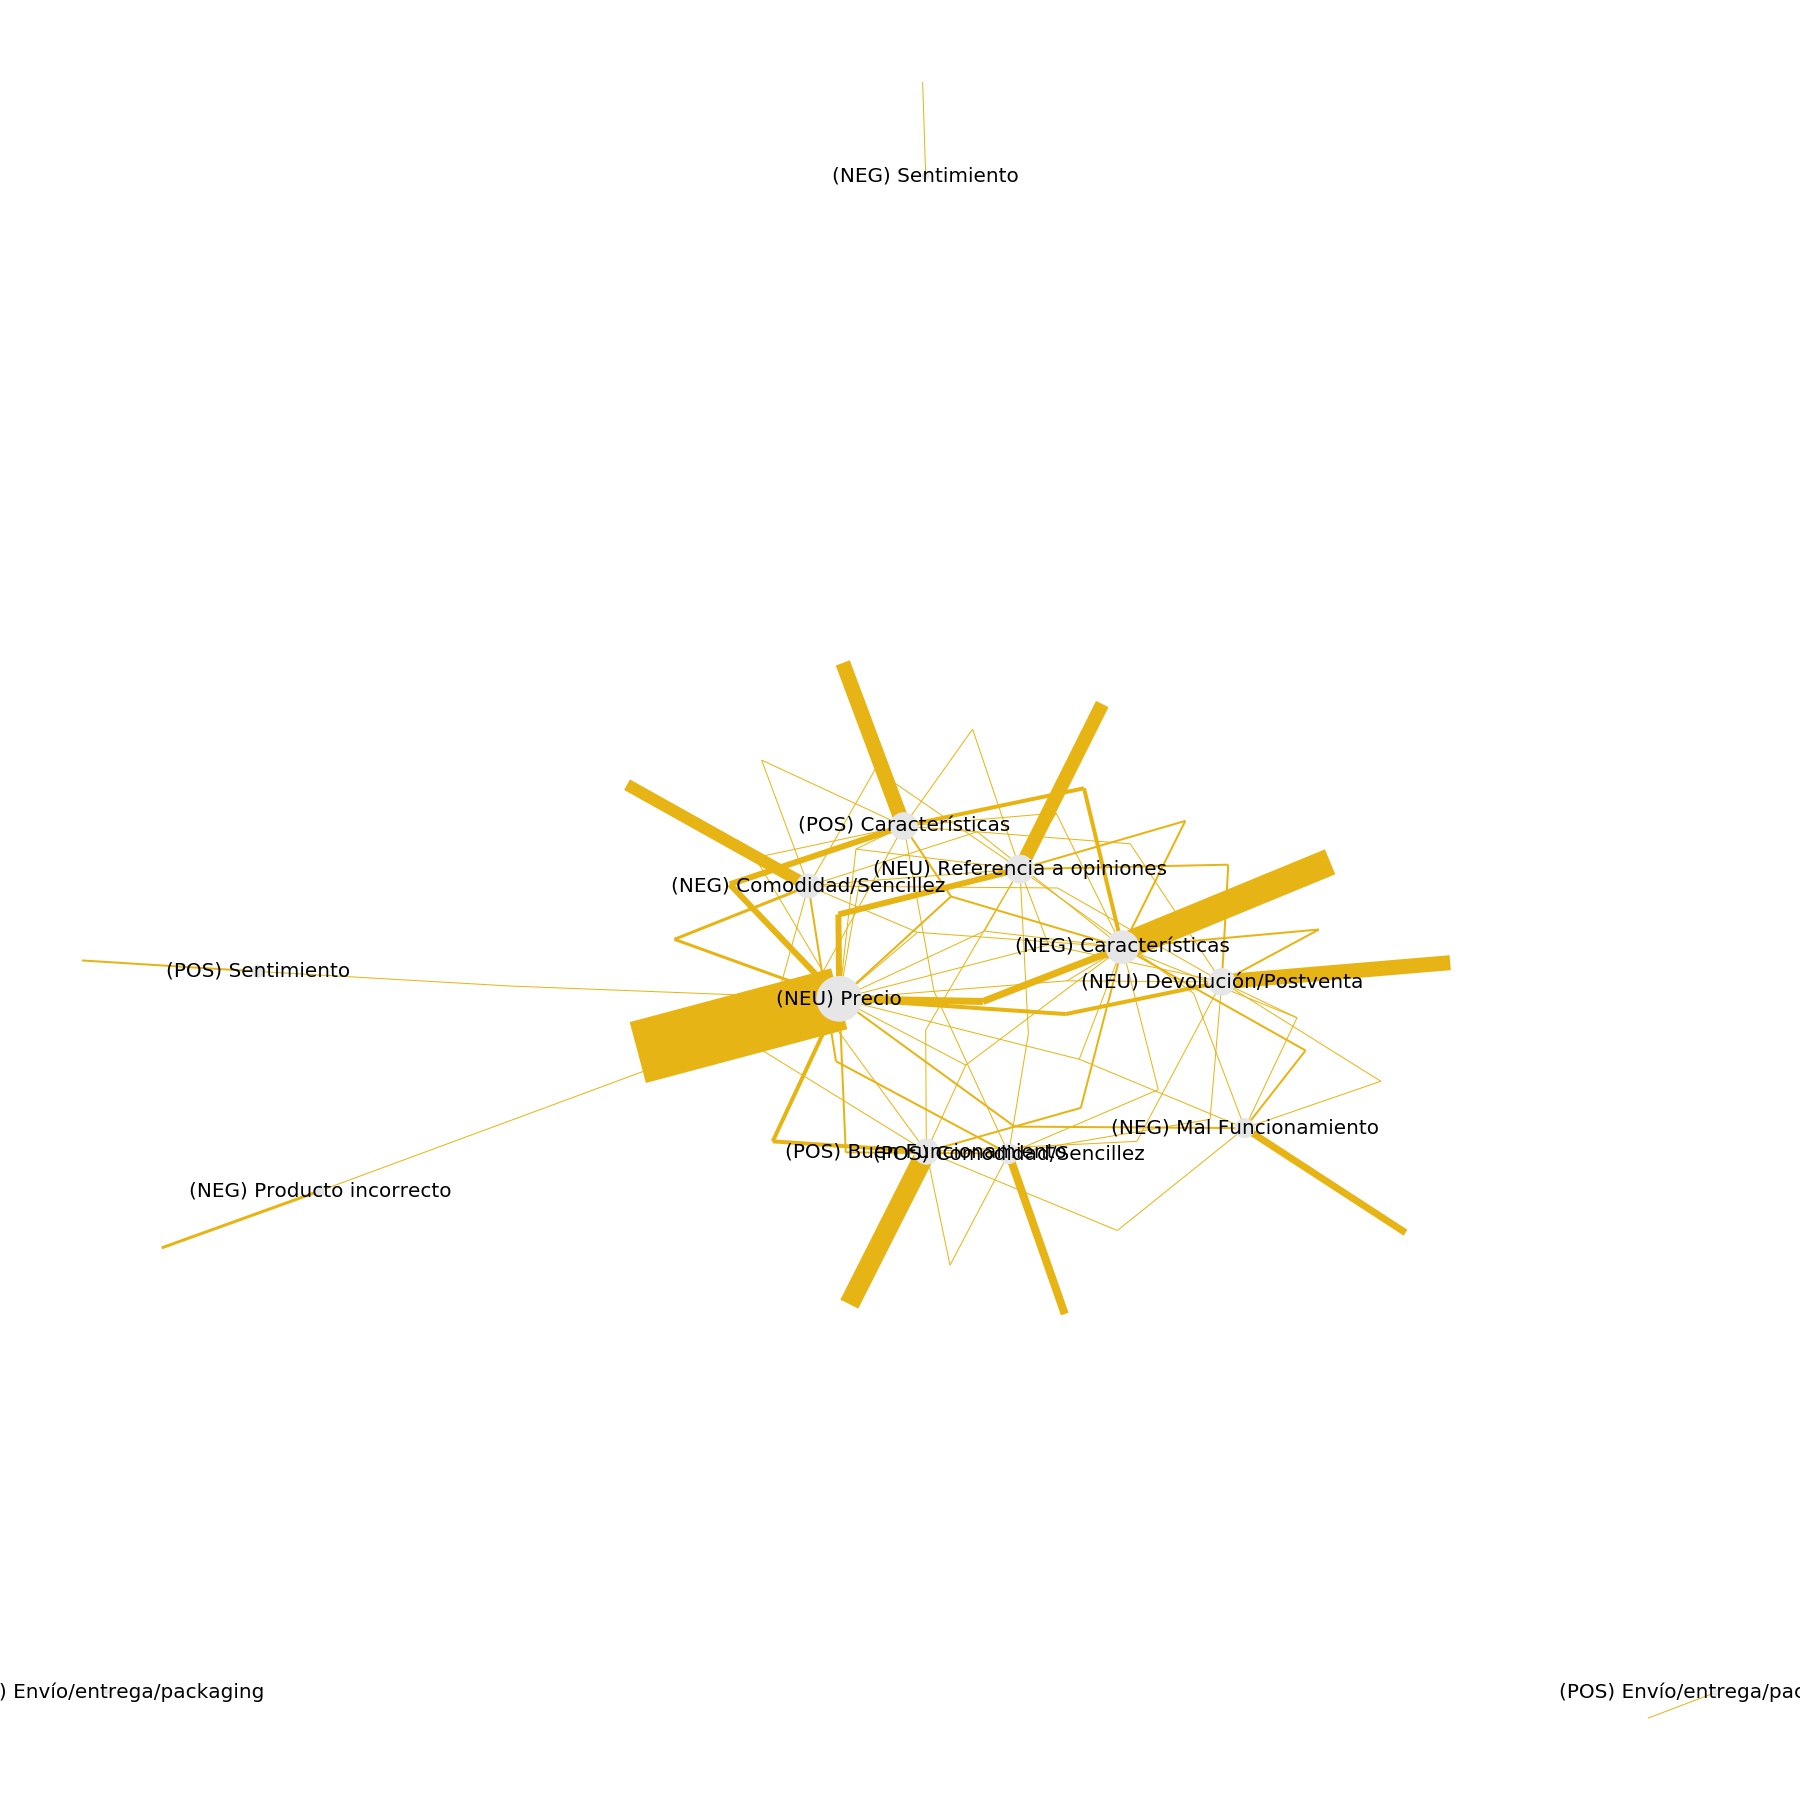 (NEG) Sentimiento
(POS) Características
(NEU) Referencia a opiniones
(NEG) Comodidad/Sencillez
(NEG) Características
(POS) Sentimiento
(NEU) Devolución/Postventa
(NEU) Precio
(NEG) Mal Funcionamiento
(POS) Buen Funcionamiento
(POS) Comodidad/Sencillez
(NEG) Producto incorrecto
) Envío/entrega/packaging
(POS) Envío/entrega/pac